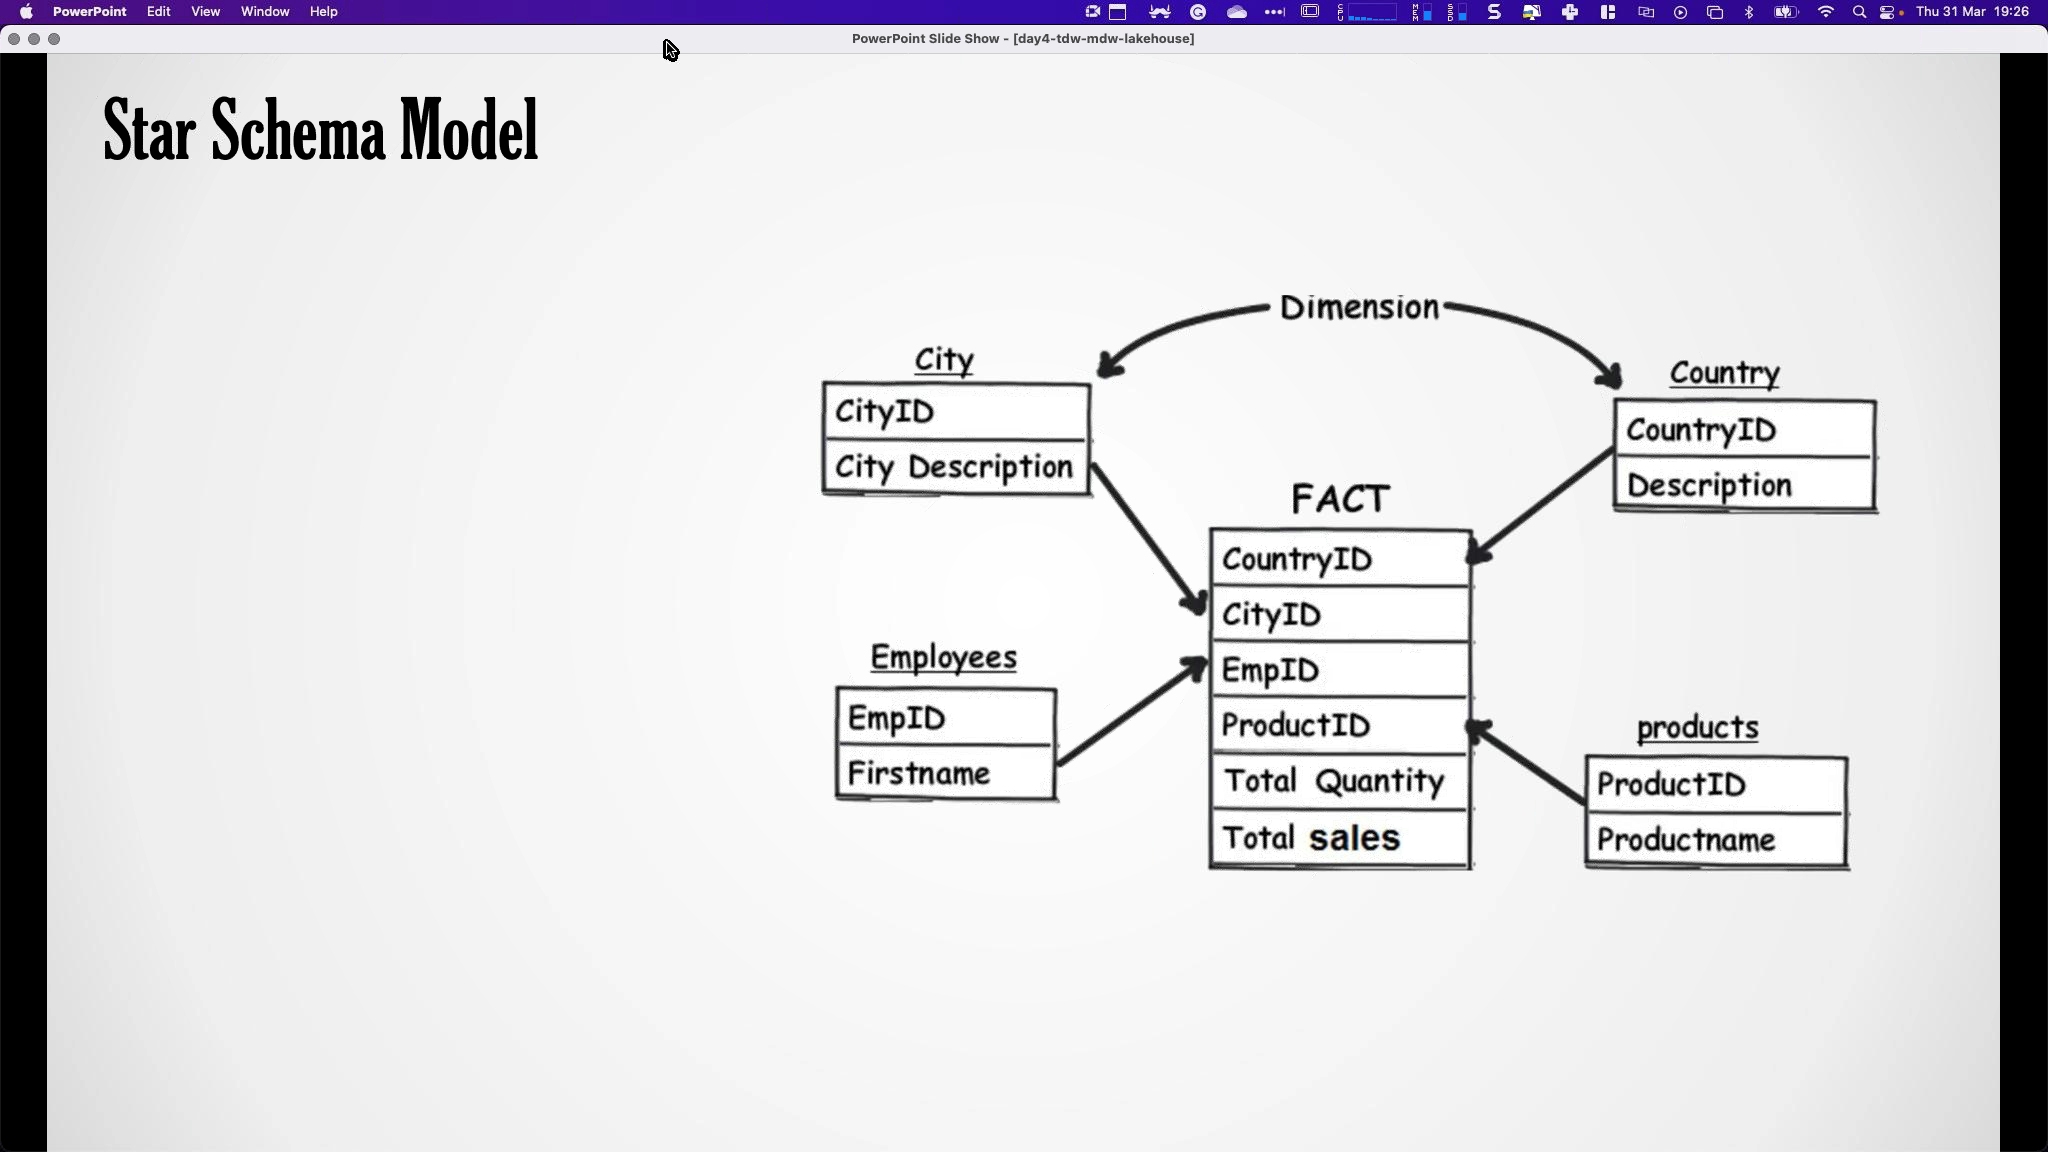 PowerPoint Edit View Window Help
Thu 31 Mar 19:26
PowerPoint Slide Show - [day4-tdw-mdw-lakehouse]
Star Schema Model
Dimension
City
CityID
City Description
Country
CountryID
Description
FACT
CountryID
CityID
EmpID
ProductID
Total Quantity
Total sales
Employees
EmpID
Firstname
products
ProductID
Productname